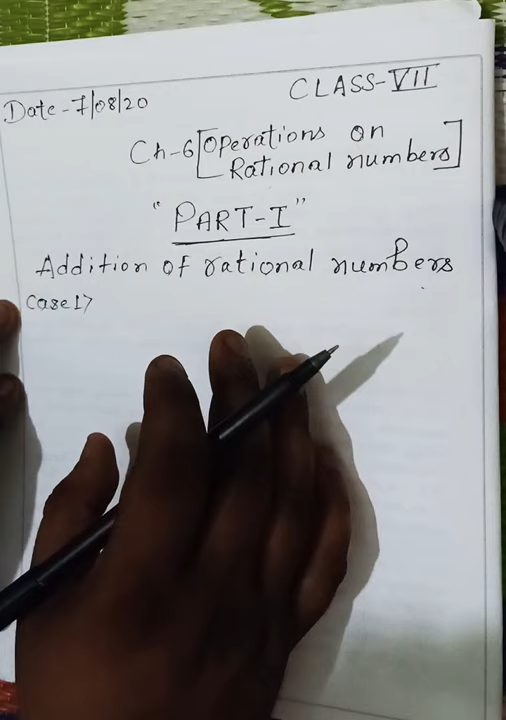 Date-7/08/20
CLASS-VII
Ch-6[Operations on
Rational numbers]
"PART-I"
Addition of rational numbers
Case 1>